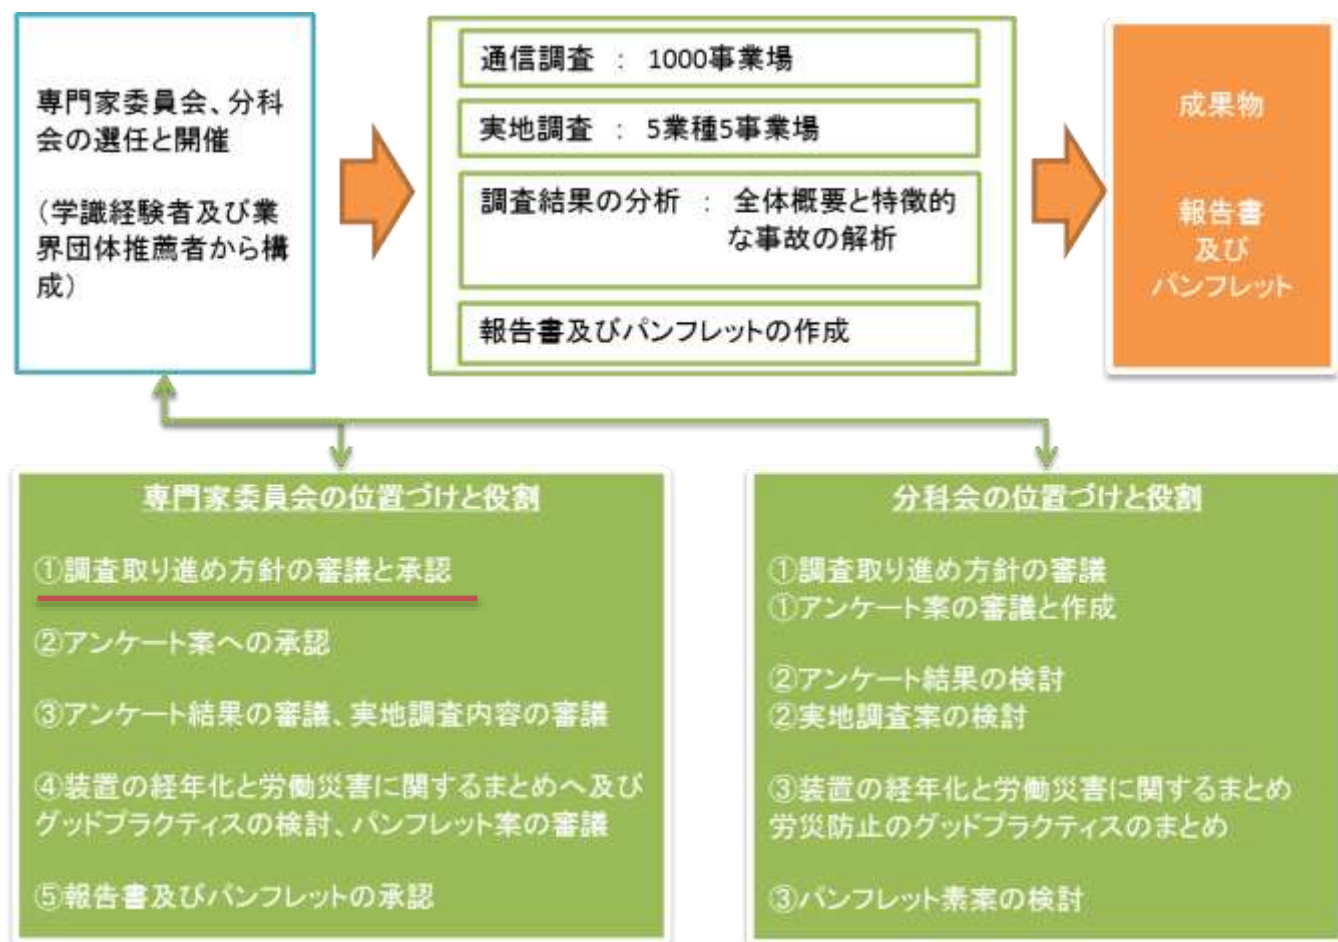 専門家委員会、分科
会の選任と開催
(学識経験者及び業
界団体推薦者から構
成)
通信調査 : 1000事業場
実地調査 : 5業種5事業場
調査結果の分析 : 全体概要と特徴的
な事故の解析
報告書及びパンフレットの作成
成果物
報告書
及び
パンフレット
専門家委員会の位置づけと役割
①調査取り進め方針の審議と承認
②アンケート案への承認
③アンケート結果の審議、実地調査内容の審議
④装置の経年化と労働災害に関するまとめへ及び
グッドプラクティスの検討、パンフレット案の審議
⑤報告書及びパンフレットの承認
分科会の位置づけと役割
①調査取り進め方針の審議
①アンケート案の審議と作成
②アンケート結果の検討
②実地調査案の検討
③装置の経年化と労働災害に関するまとめ
労災防止のグッドプラクティスのまとめ
③パンフレット素案の検討